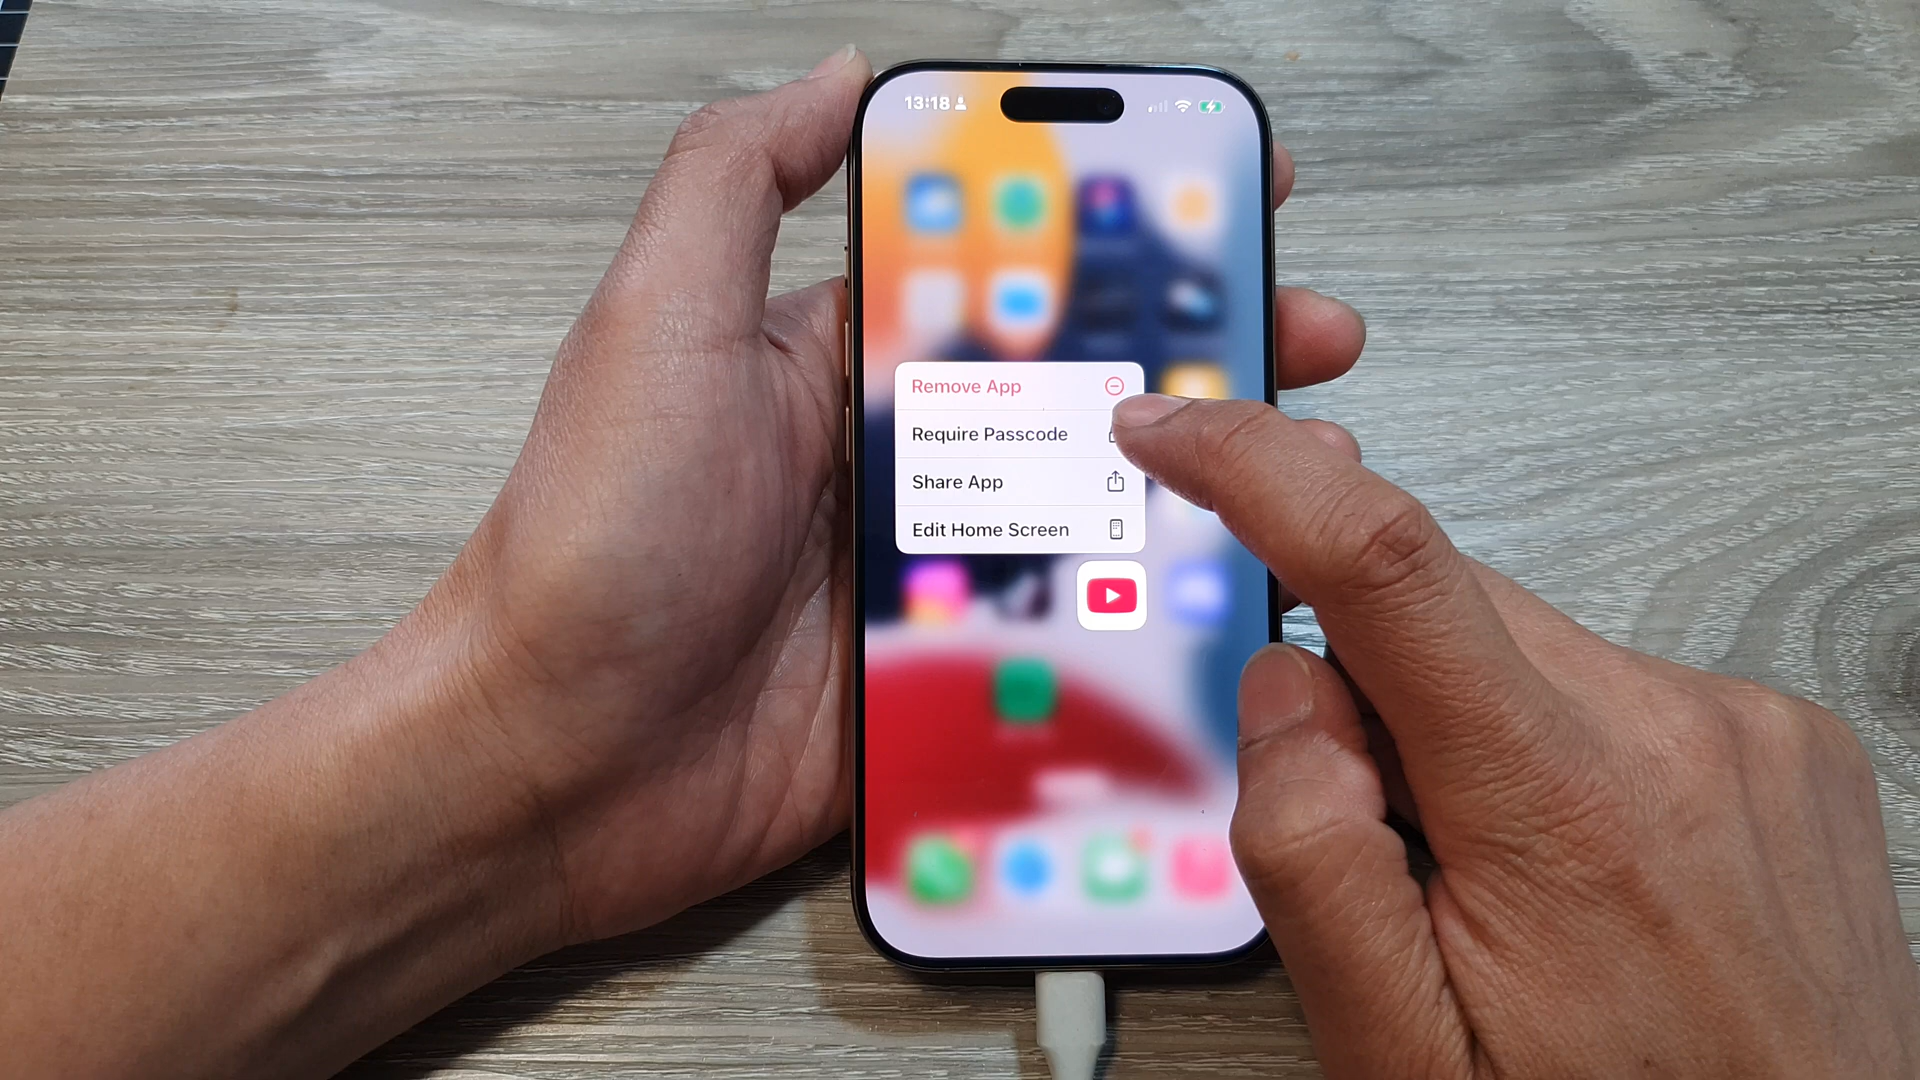 13:18
Remove App
Require Passcode
Share App
Edit Home Screen